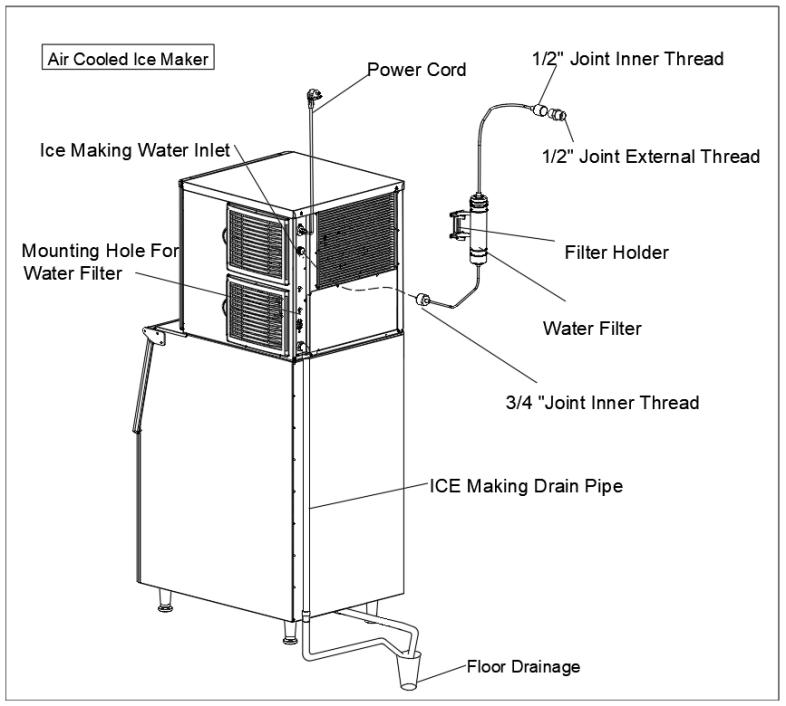 Air Cooled Ice Maker
Power Cord
1/2" Joint Inner Thread
Ice Making Water Inlet
1/2" Joint External Thread
Mounting Hole For
Water Filter
Filter Holder
Water Filter
3/4 "Joint Inner Thread
ICE Making Drain Pipe
Floor Drainage